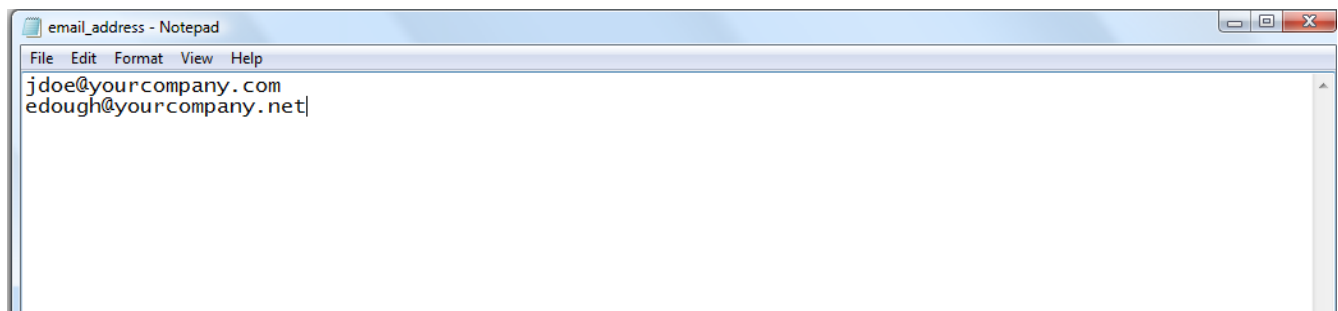 email_address - Notepad
File Edit Format View Help
jdoe@yourcompany.com
edough@yourcompany.net